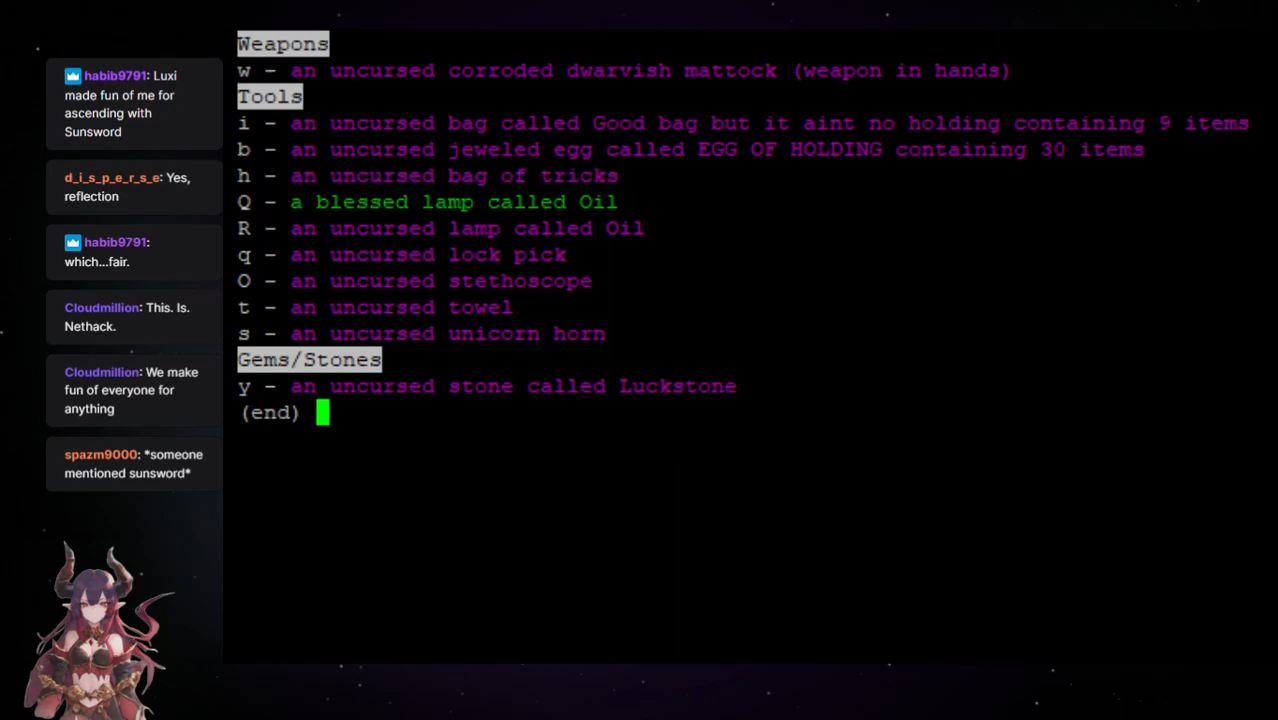 habib9791: Luxi
made fun of me for
ascending with
Sunsword
d_i_s_p_e_r_s_e: Yes,
reflection
habib9791:
which...fair.
Cloudmillion: This. Is.
Nethack.
Cloudmillion: We make
fun of everyone for
anything
spazm9000: *someone
mentioned sunsword*
Weapons
w - an uncursed corroded dwarvish mattock (weapon in hands)
Tools
i - an uncursed bag called Good bag but it aint no holding containing 9 items
b - an uncursed jeweled egg called EGG OF HOLDING containing 30 items
h - an uncursed bag of tricks
Q - a blessed lamp called Oil
R - an uncursed lamp called Oil
q - an uncursed lock pick
O - an uncursed stethoscope
t - an uncursed towel
s - an uncursed unicorn horn
Gems/Stones
y - an uncursed stone called Luckstone
(end)